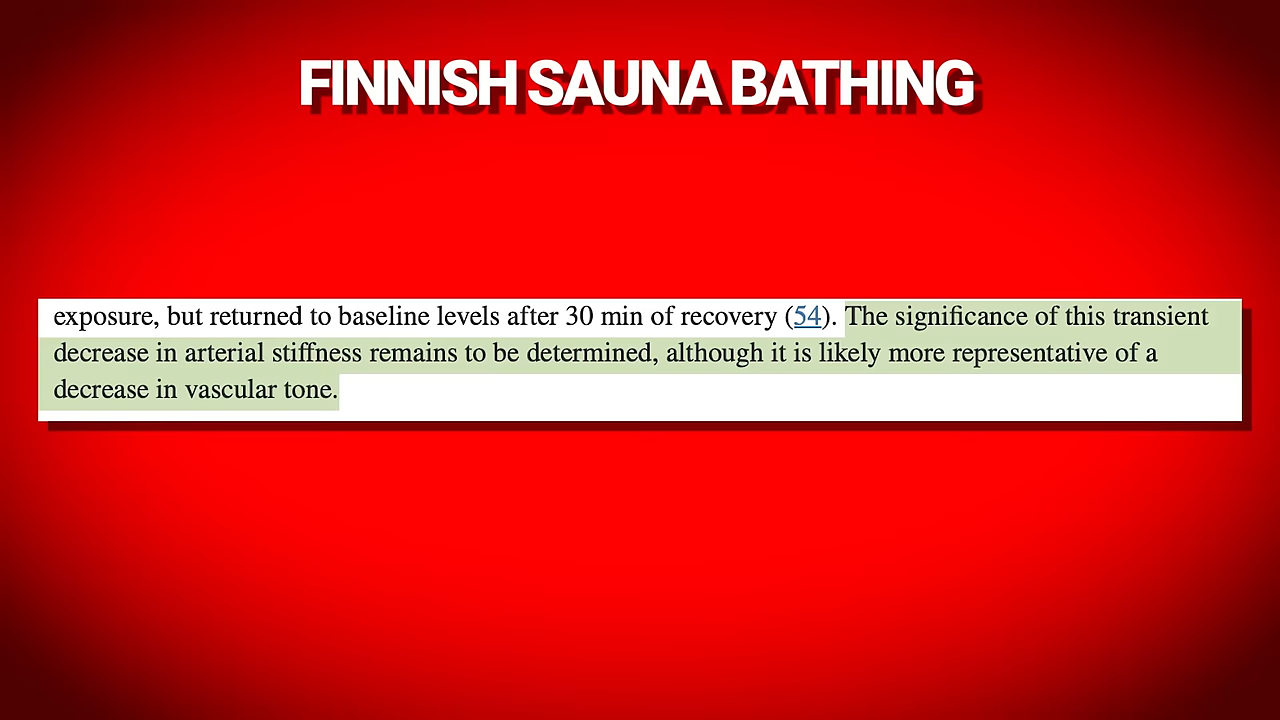 FINNISH SAUNA BATHING
exposure, but returned to baseline levels after 30 min of recovery (54). The significance of this transient
decrease in arterial stiffness remains to be determined, although it is likely more representative of a
decrease in vascular tone.